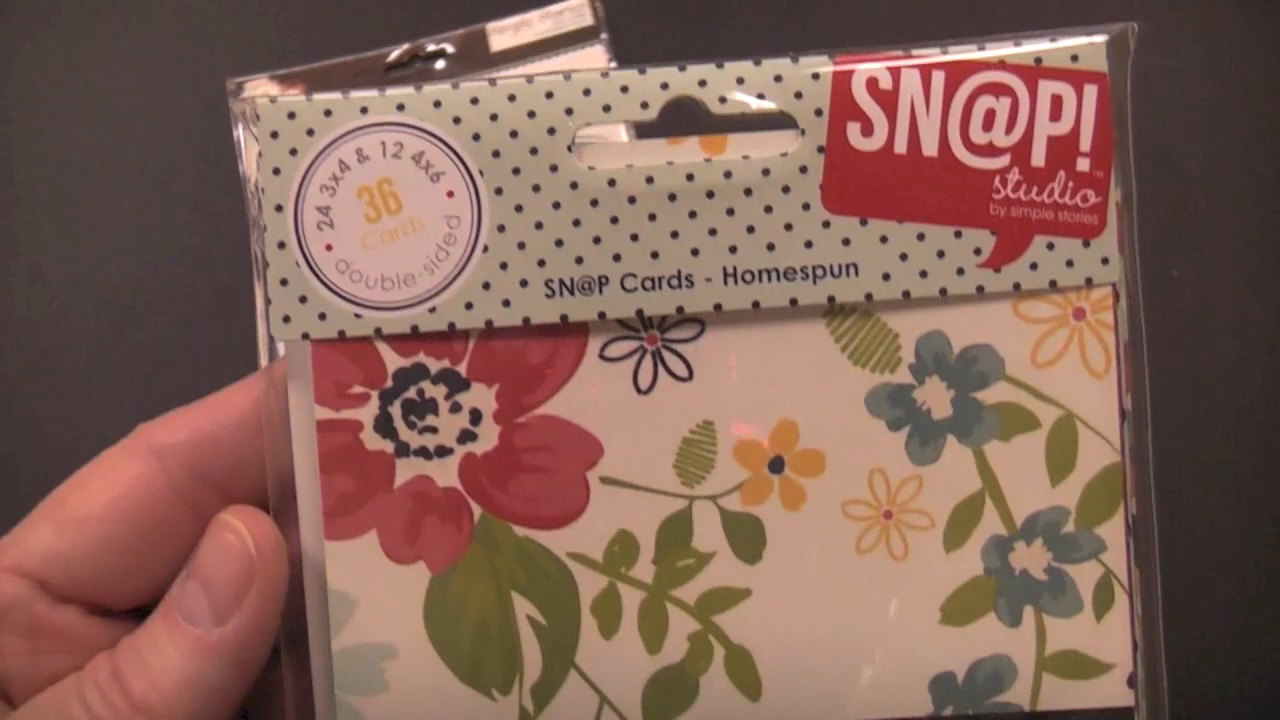 SN@P!
studio
by simple stories
24 3x4 & 12 4x6
36
Cards
double-sided
SN@P Cards - Homespun